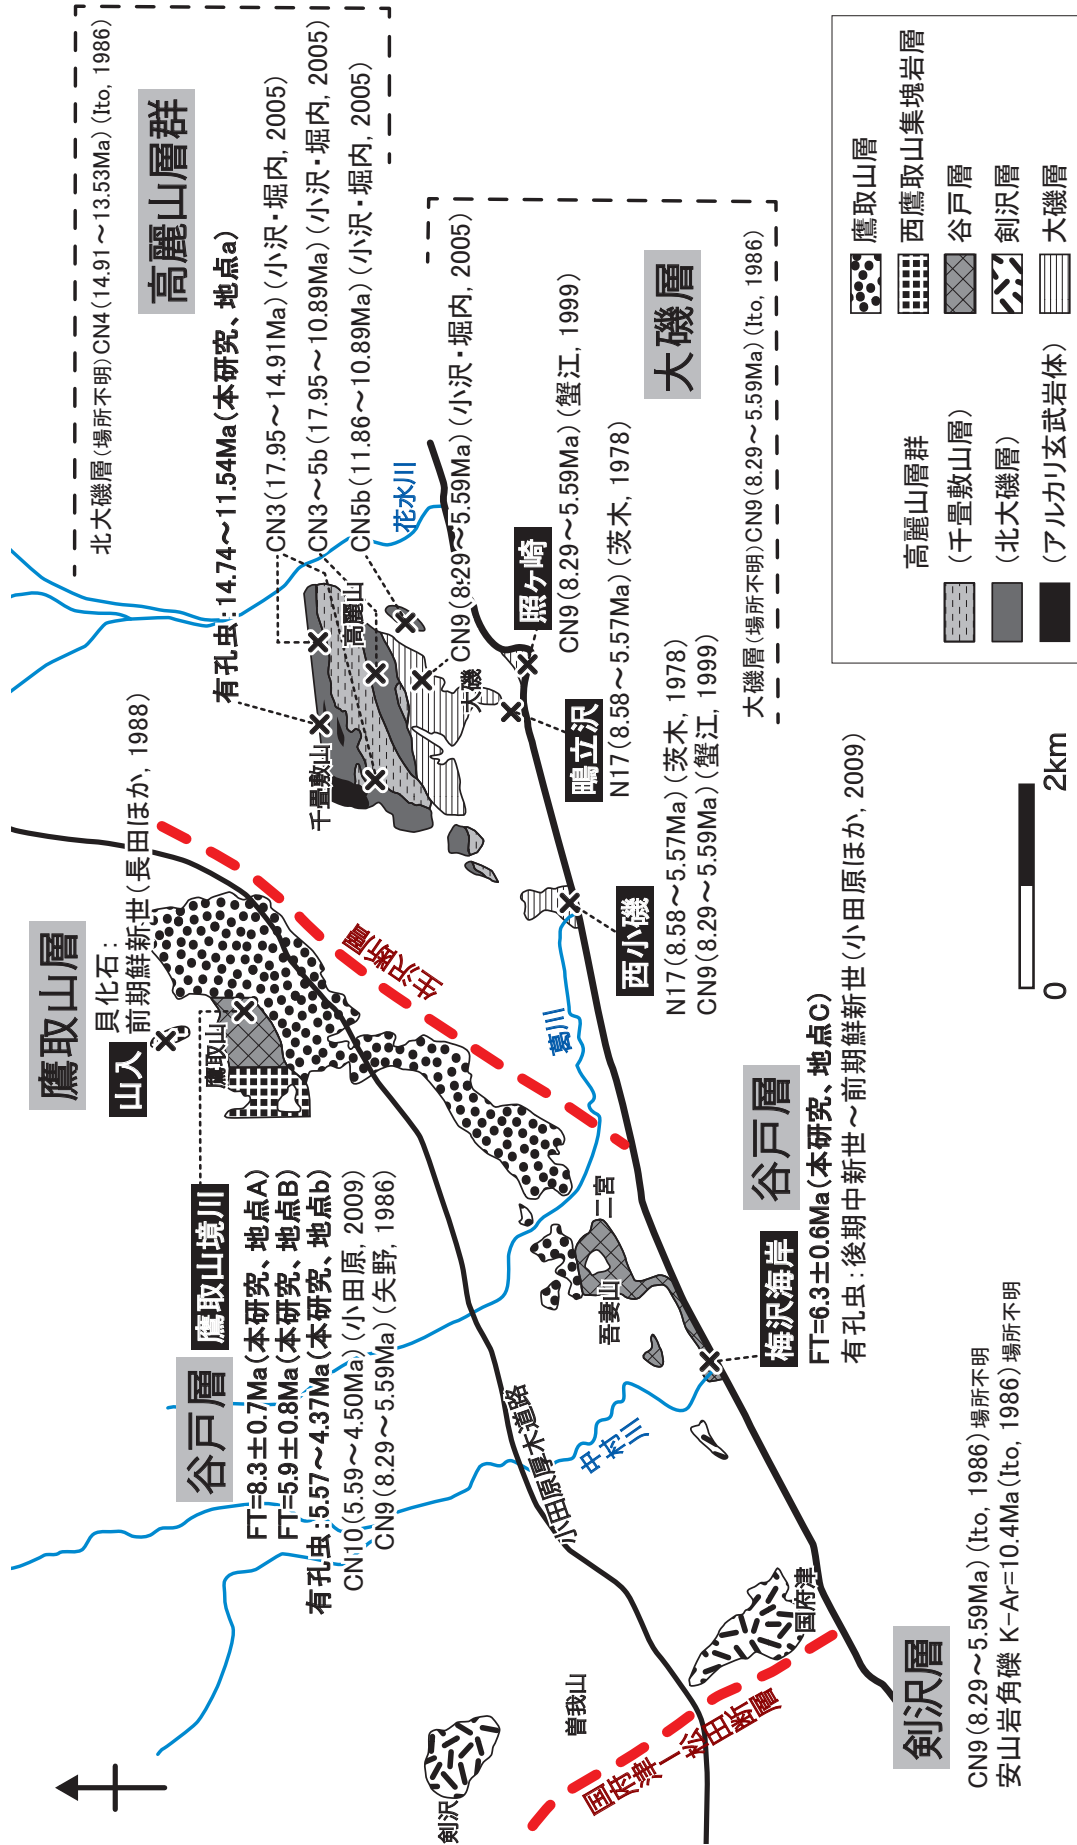 北大磯層(場所不明)CN4(14.91～13.53Ma)(Ito, 1986)
高麗山層群
有孔虫:14.74～11.54Ma(本研究、地点a)
CN3(17.95～14.91Ma)(小沢・堀内, 2005)
CN3～5b(17.95～10.89Ma)(小沢・堀内, 2005)
CN5b(11.86～10.89Ma)(小沢・堀内, 2005)
花水川
高麗山
千畳敷山
大磯
CN9(8.29～5.59Ma)(小沢・堀内, 2005)
照ヶ崎
CN9(8.29～5.59Ma)(蟹江, 1999)
大磯層
鴫立沢
N17(8.58～5.57Ma)(茨木, 1978)
西小磯
N17(8.58～5.57Ma)(茨木, 1978)
CN9(8.29～5.59Ma)(蟹江, 1999)
大磯層(場所不明)CN9(8.29～5.59Ma)(Ito, 1986)
鷹取山層
貝化石:
前期鮮新世(長田ほか, 1988)
山入
鷹取山
生沢断層
葛川
谷戸層
鷹取山境川
FT=8.3±0.7Ma(本研究、地点A)
FT=5.9±0.8Ma(本研究、地点B)
有孔虫:5.57～4.37Ma(本研究、地点b)
CN10(5.59～4.50Ma)(小田原, 2009)
CN9(8.29～5.59Ma)(矢野, 1986)
二宮
吾妻山
小田原厚木道路
中村川
谷戸層
梅沢海岸
FT=6.3±0.6Ma(本研究、地点C)
有孔虫:後期中新世～前期鮮新世(小田原ほか, 2009)
剣沢
曽我山
国府津
国府津ー松田断層
剣沢層
CN9(8.29～5.59Ma)(Ito, 1986)場所不明
安山岩角礫 K-Ar=10.4Ma(Ito, 1986)場所不明
0
2km
高麗山層群
(千畳敷山層)
(北大磯層)
(アルカリ玄武岩体)
鷹取山層
西鷹取山集塊岩層
谷戸層
剣沢層
大磯層